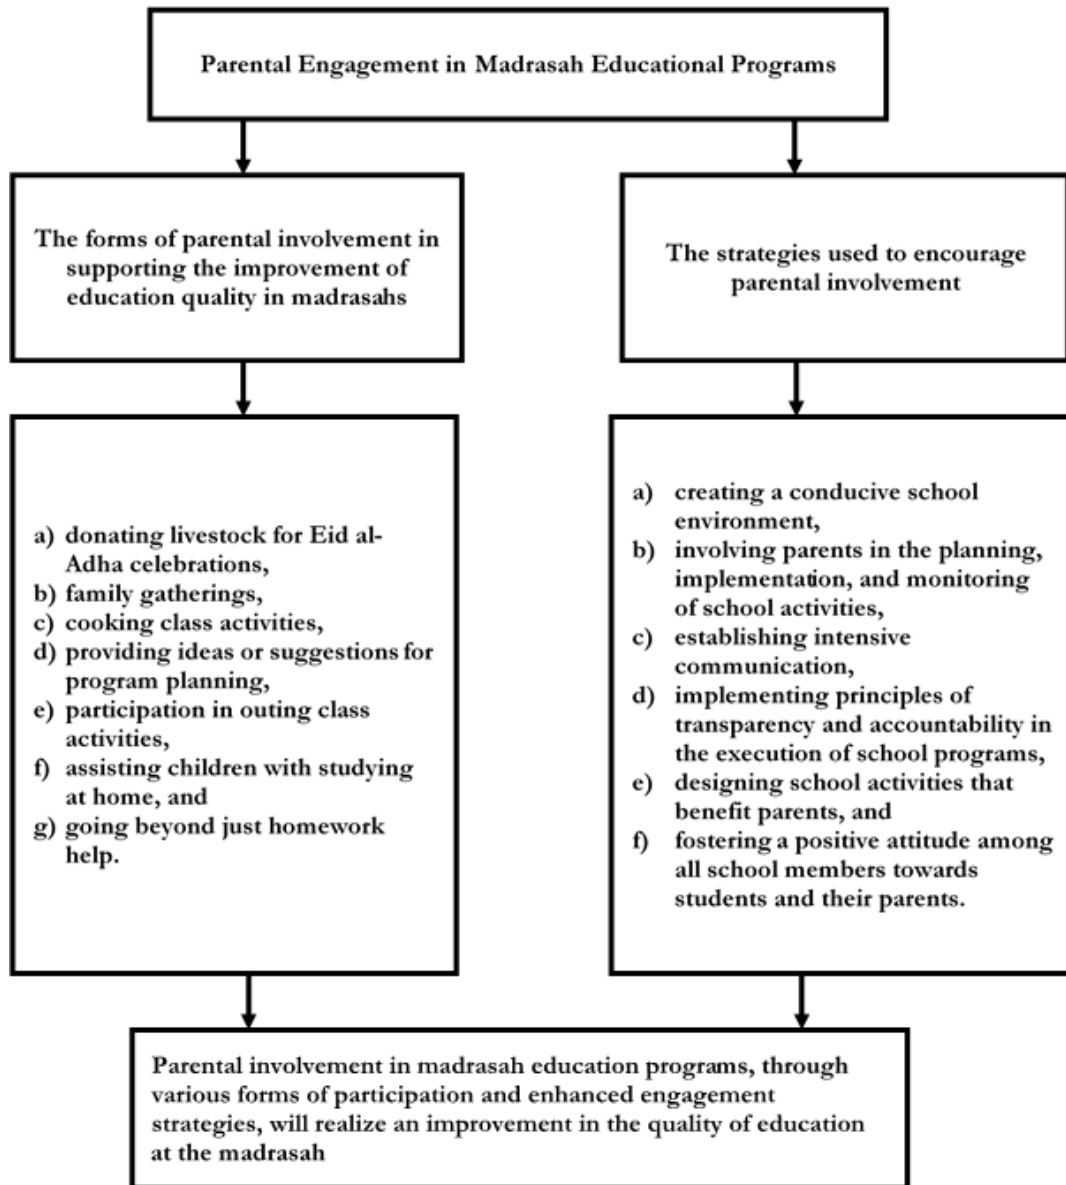 Parental Engagement in Madrasah Educational Programs
The forms of parental involvement in
supporting the improvement of
education quality in madrasahs
The strategies used to encourage
parental involvement
a) donating livestock for Eid al-
Adha celebrations,
b) family gatherings,
c) cooking class activities,
d) providing ideas or suggestions for
program planning,
e) participation in outing class
activities,
f) assisting children with studying
at home, and
g) going beyond just homework
help.
a) creating a conducive school
environment,
b) involving parents in the planning,
implementation, and monitoring
of school activities,
c) establishing intensive
communication,
d) implementing principles of
transparency and accountability in
the execution of school programs,
e) designing school activities that
benefit parents, and
f) fostering a positive attitude among
all school members towards
students and their parents.
Parental involvement in madrasah education programs, through
various forms of participation and enhanced engagement
strategies, will realize an improvement in the quality of education
at the madrasah